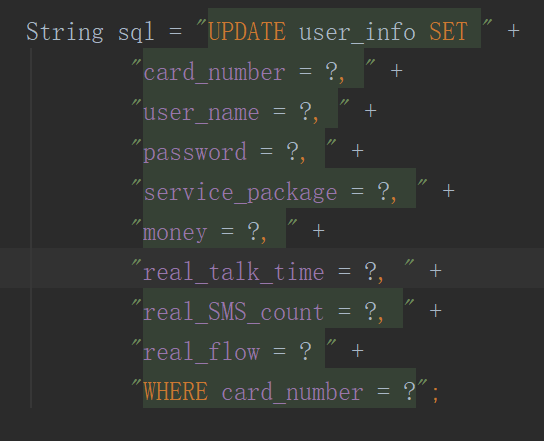 String sql = "UPDATE user_info SET " +
"card_number = ?, " +
"user_name = ?, " +
"password = ?, " +
"service_package = ?, " +
"money = ?, " +
"real_talk_time = ?, " +
"real_SMS_count = ?, " +
"real_flow = ? " +
"WHERE card_number = ?";